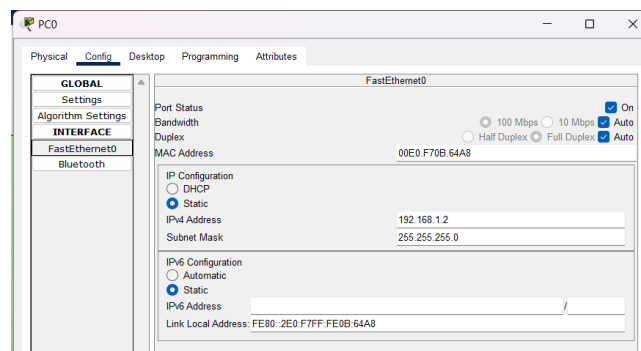 PC0
Physical Config Desktop Programming Attributes
GLOBAL
Settings
Algorithm Settings
INTERFACE
FastEthernet0
Bluetooth
FastEthernet0
Port Status On
Bandwidth 100 Mbps 10 Mbps Auto
Duplex Half Duplex Full Duplex Auto
MAC Address 00E0.F70B.64A8
IP Configuration
DHCP
Static
IPv4 Address 192.168.1.2
Subnet Mask 255.255.255.0
IPv6 Configuration
Automatic
Static
IPv6 Address /
Link Local Address: FE80::2E0:F7FF:FE0B:64A8